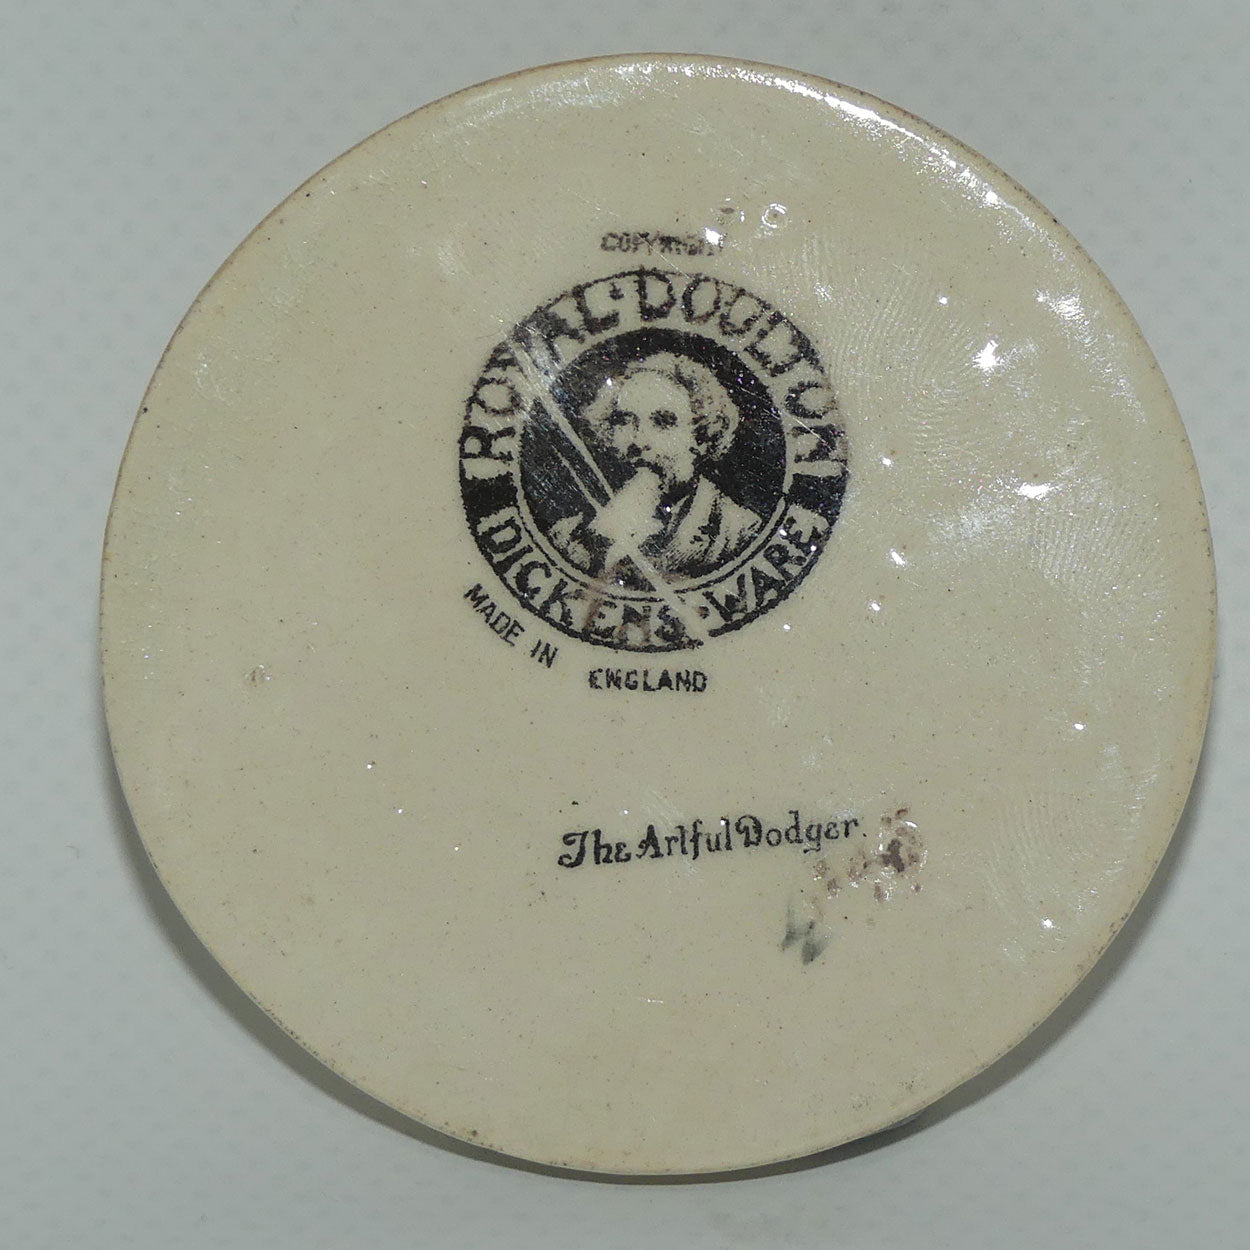 COPYRIGHT
ROYAL·DOULTON
DICKENS·WARE
MADE IN ENGLAND
The Artful Dodger.